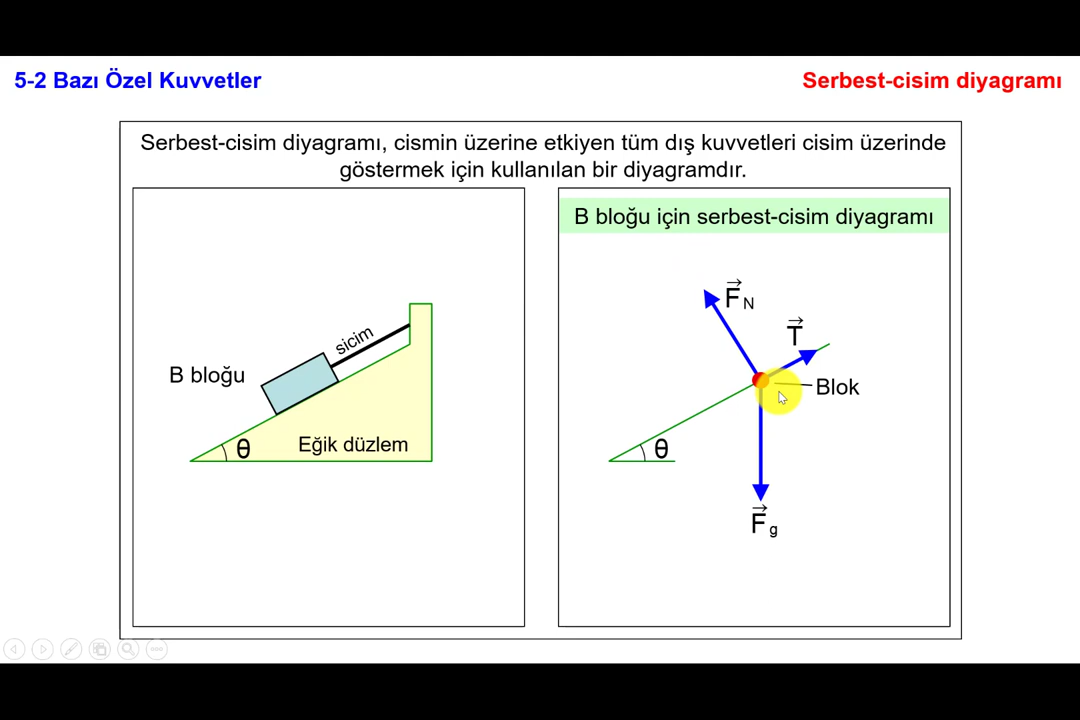 5-2 Bazı Özel Kuvvetler
Serbest-cisim diyagramı
Serbest-cisim diyagramı, cismin üzerine etkiyen tüm dış kuvvetleri cisim üzerinde
göstermek için kullanılan bir diyagramdır.
B bloğu
sicim
θ
Eğik düzlem
B bloğu için serbest-cisim diyagramı
F⃗N
T⃗
Blok
θ
F⃗g